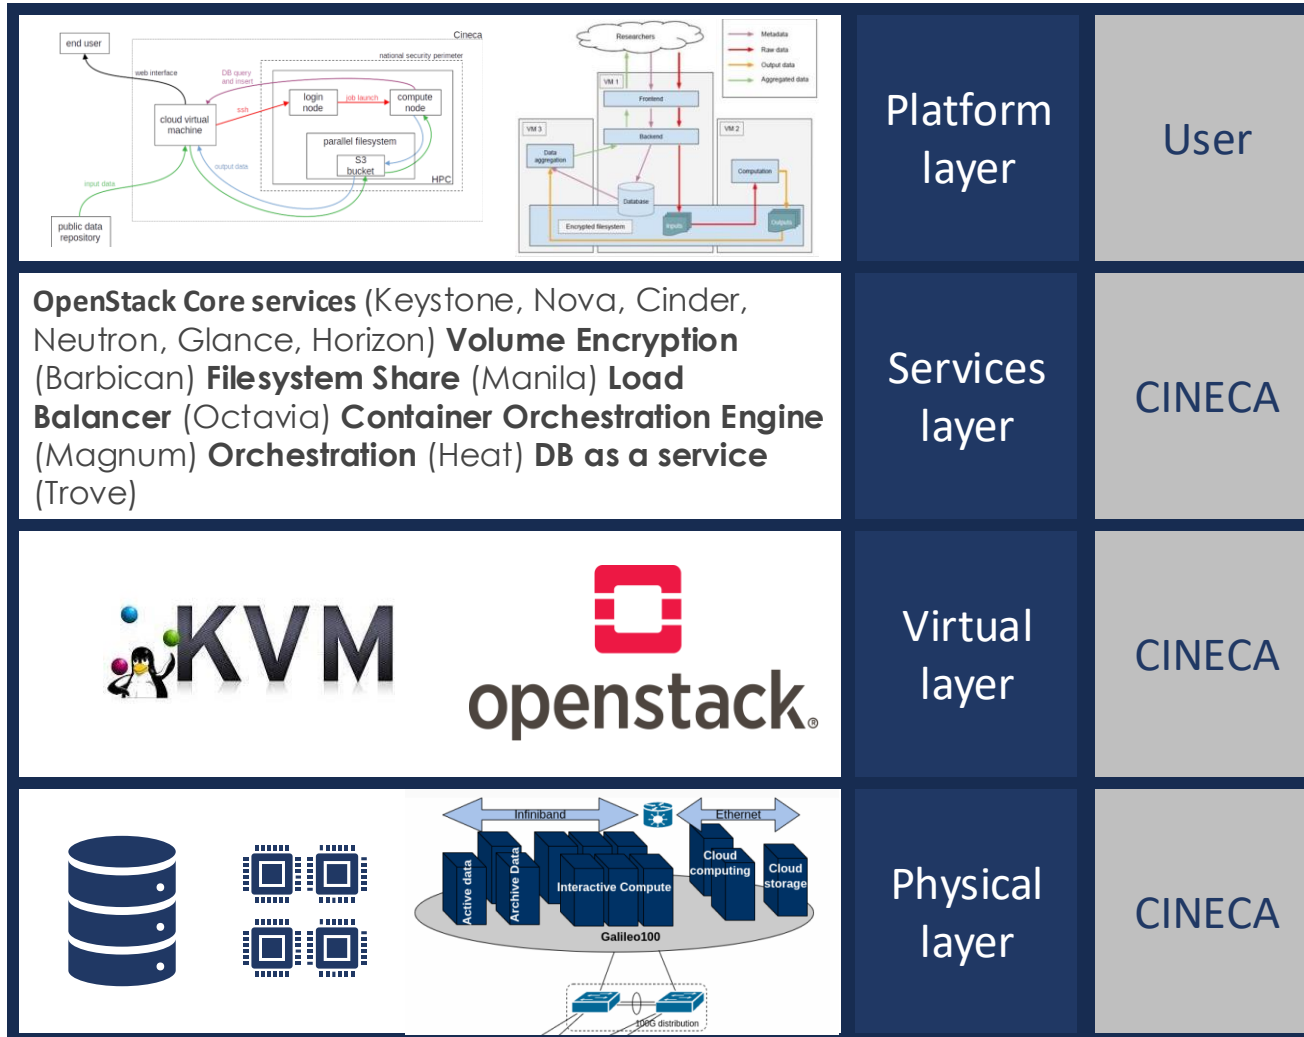 Cineca
end user
national security perimeter
web interface
DB query
and insert
login
node
job launch
compute
node
ssh
cloud virtual
machine
parallel filesystem
S3
bucket
output data
HPC
input data
public data
repository
Researchers
Metadata
Raw data
Output data
Aggregated data
VM 1
Frontend
VM 3
Backend
VM 2
Data
aggregation
Computation
Database
Encrypted filesystem
Inputs
Outputs
Platform
layer
User
OpenStack Core services (Keystone, Nova, Cinder,
Neutron, Glance, Horizon) Volume Encryption
(Barbican) Filesystem Share (Manila) Load
Balancer (Octavia) Container Orchestration Engine
(Magnum) Orchestration (Heat) DB as a service
(Trove)
Services
layer
CINECA
KVM
openstack®
Virtual
layer
CINECA
Infiniband
Ethernet
Active data
Archive Data
Interactive Compute
Cloud
computing
Cloud
storage
Galileo100
100G distribution
Physical
layer
CINECA